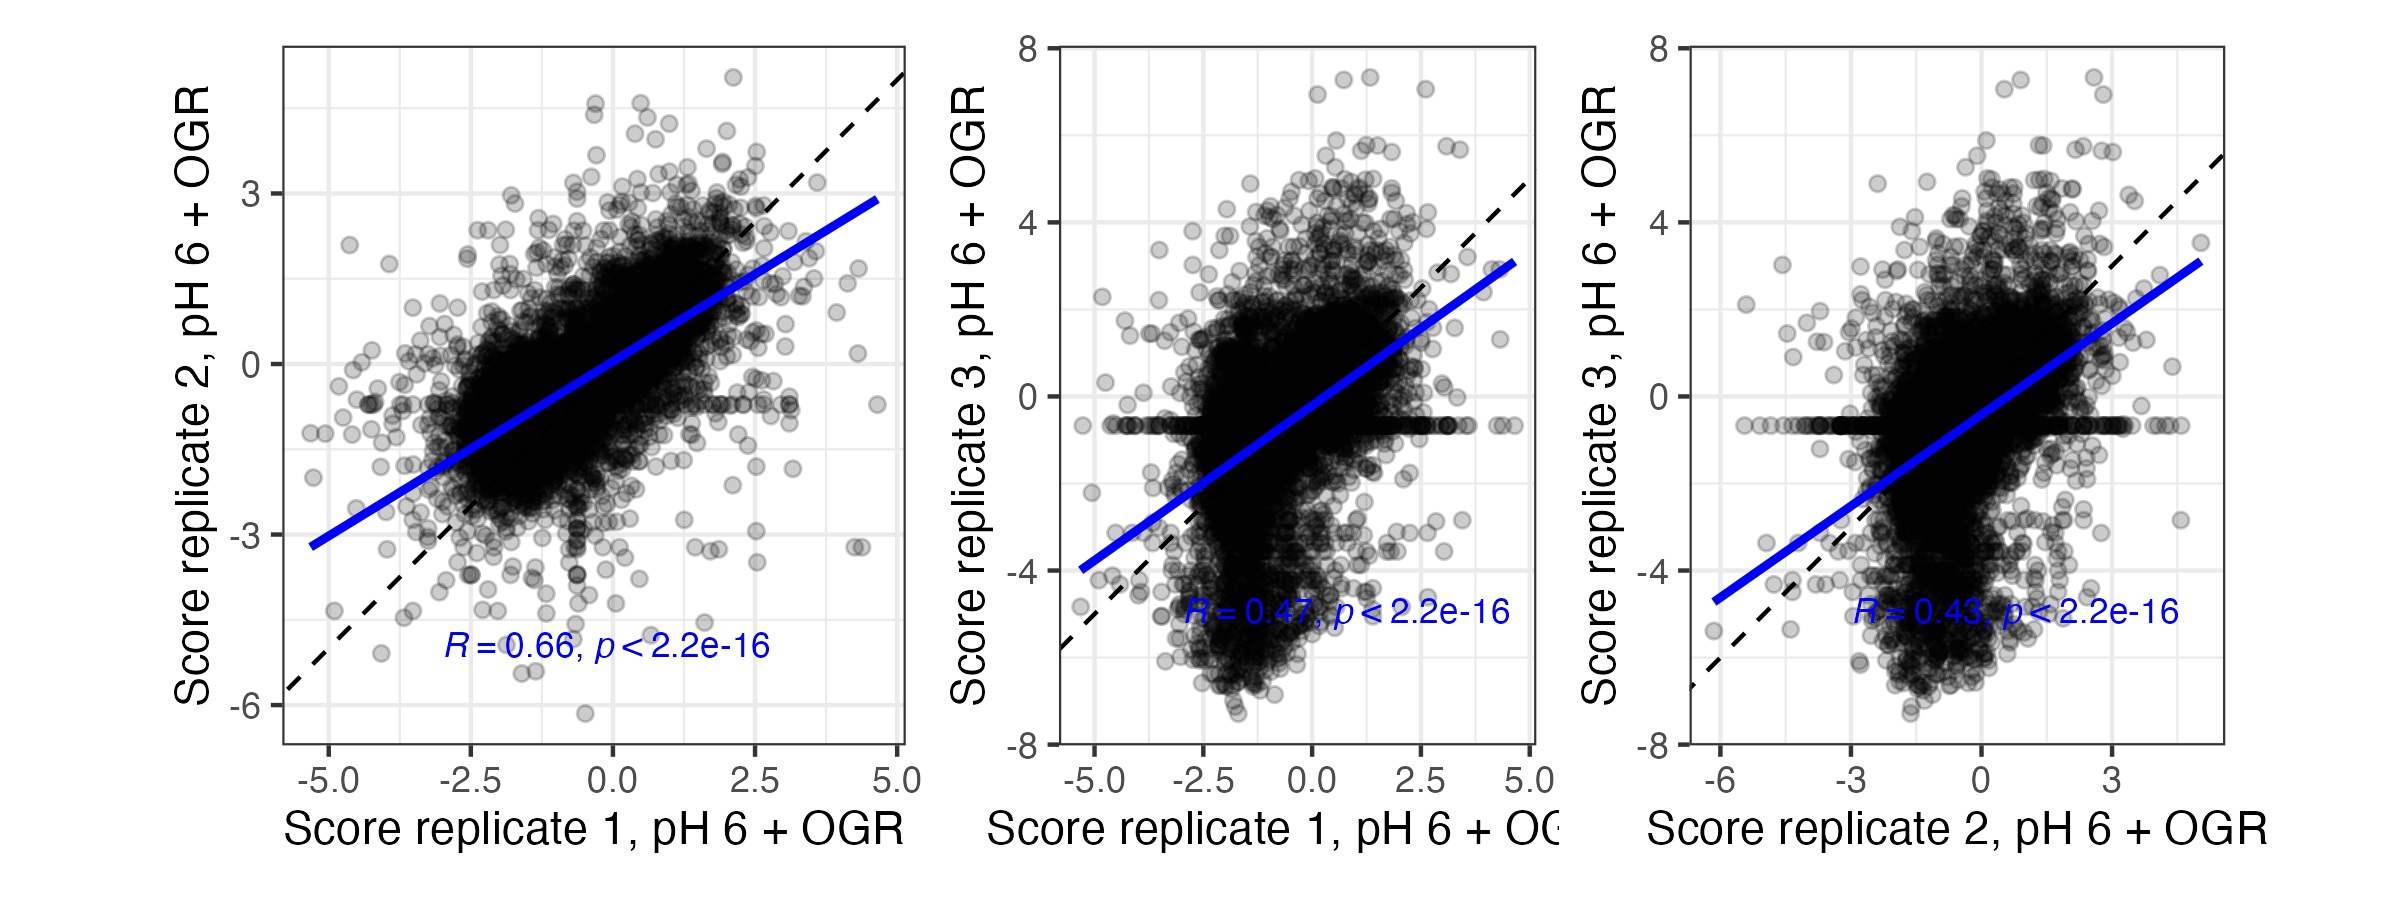 Score replicate 2, pH 6 + OGR
3
0
-3
-6
R = 0.66, p < 2.2e-16
-5.0 -2.5 0.0 2.5 5.0
Score replicate 1, pH 6 + OGR
Score replicate 3, pH 6 + OGR
8
4
0
-4
-8
R = 0.47, p < 2.2e-16
-5.0 -2.5 0.0 2.5 5.0
Score replicate 1, pH 6 + OG
Score replicate 3, pH 6 + OGR
8
4
0
-4
-8
R = 0.43, p < 2.2e-16
-6 -3 0 3
Score replicate 2, pH 6 + OGR